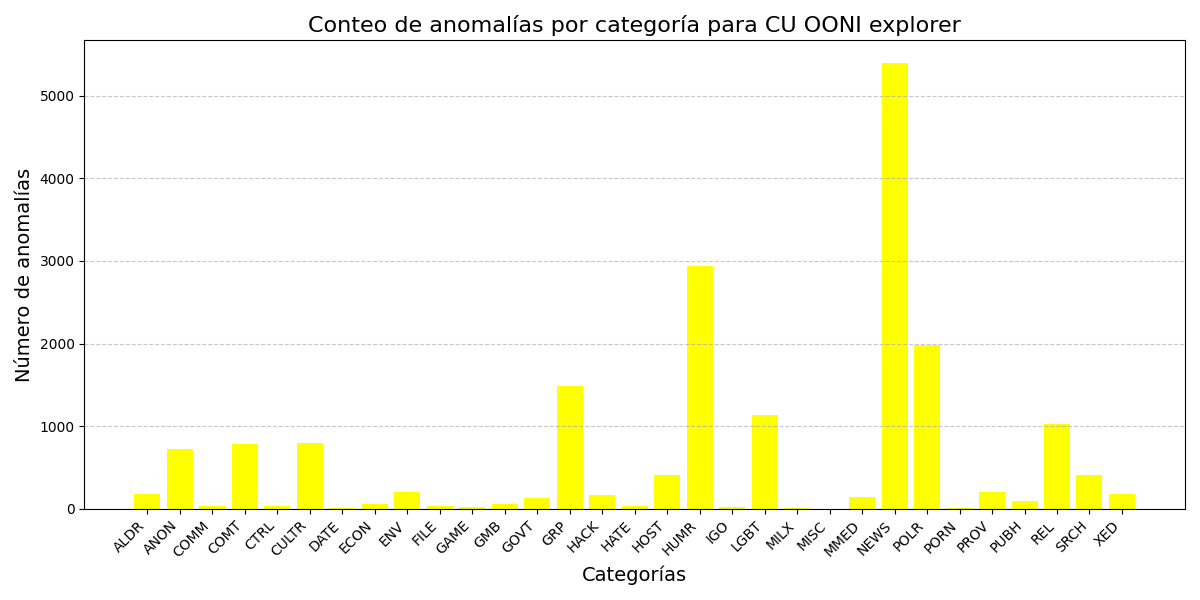 Conteo de anomalías por categoría para CU OONI explorer
Número de anomalías
5000
4000
3000
2000
1000
0
ALDR
ANON
COMM
COMT
CTRL
CULTR
DATE
ECON
ENV
FILE
GAME
GMB
GOVT
GRP
HACK
HATE
HOST
HUMR
IGO
LGBT
MILX
MISC
MMED
NEWS
POLR
PORN
PROV
PUBH
REL
SRCH
XED
Categorías